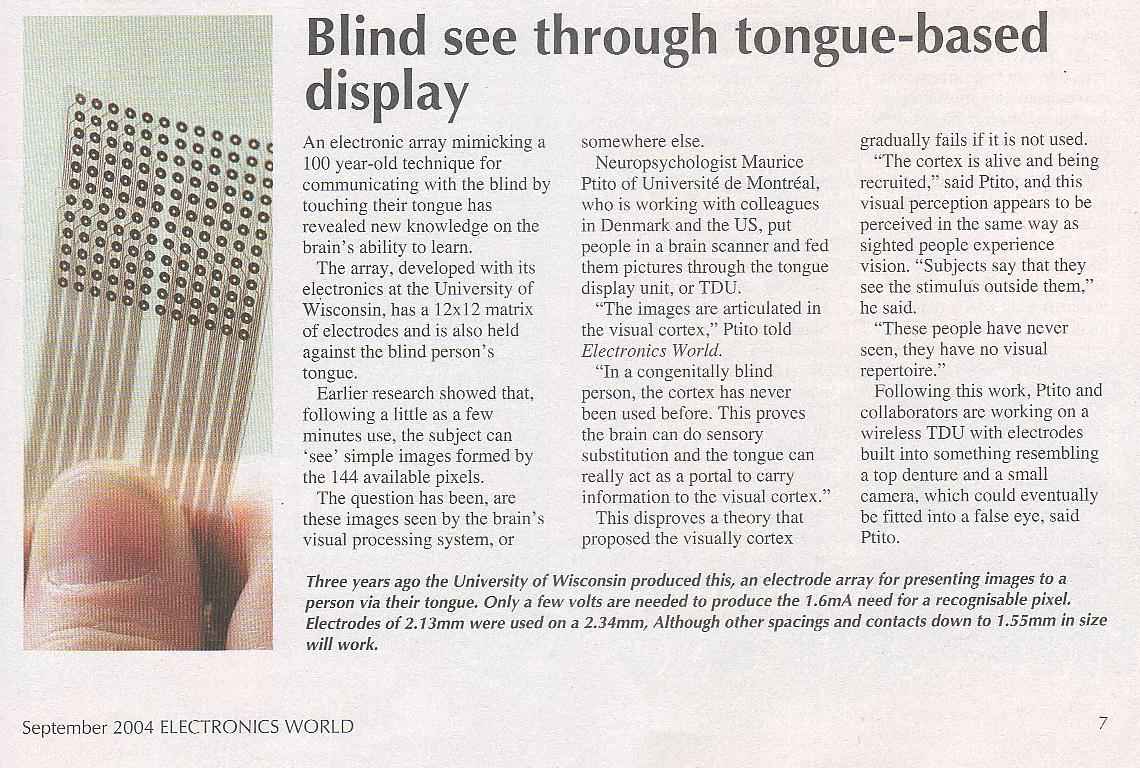 Blind see through tongue-based
display
An electronic array mimicking a
100 year-old technique for
communicating with the blind by
touching their tongue has
revealed new knowledge on the
brain's ability to learn.
The array, developed with its
electronics at the University of
Wisconsin, has a 12x12 matrix
of electrodes and is also held
against the blind person's
tongue.
Earlier research showed that,
following a little as a few
minutes use, the subject can
'see' simple images formed by
the 144 available pixels.
The question has been, are
these images seen by the brain's
visual processing system, or
somewhere else.
Neuropsychologist Maurice
Ptito of Université de Montréal,
who is working with colleagues
in Denmark and the US, put
people in a brain scanner and fed
them pictures through the tongue
display unit, or TDU.
"The images are articulated in
the visual cortex," Ptito told
Electronics World.
"In a congenitally blind
person, the cortex has never
been used before. This proves
the brain can do sensory
substitution and the tongue can
really act as a portal to carry
information to the visual cortex."
This disproves a theory that
proposed the visually cortex
gradually fails if it is not used.
"The cortex is alive and being
recruited," said Ptito, and this
visual perception appears to be
perceived in the same way as
sighted people experience
vision. "Subjects say that they
see the stimulus outside them,"
he said.
"These people have never
seen, they have no visual
repertoire."
Following this work, Ptito and
collaborators are working on a
wireless TDU with electrodes
built into something resembling
a top denture and a small
camera, which could eventually
be fitted into a false eye, said
Ptito.
Three years ago the University of Wisconsin produced this, an electrode array for presenting images to a
person via their tongue. Only a few volts are needed to produce the 1.6mA need for a recognisable pixel.
Electrodes of 2.13mm were used on a 2.34mm, Although other spacings and contacts down to 1.55mm in size
will work.
September 2004 ELECTRONICS WORLD
7